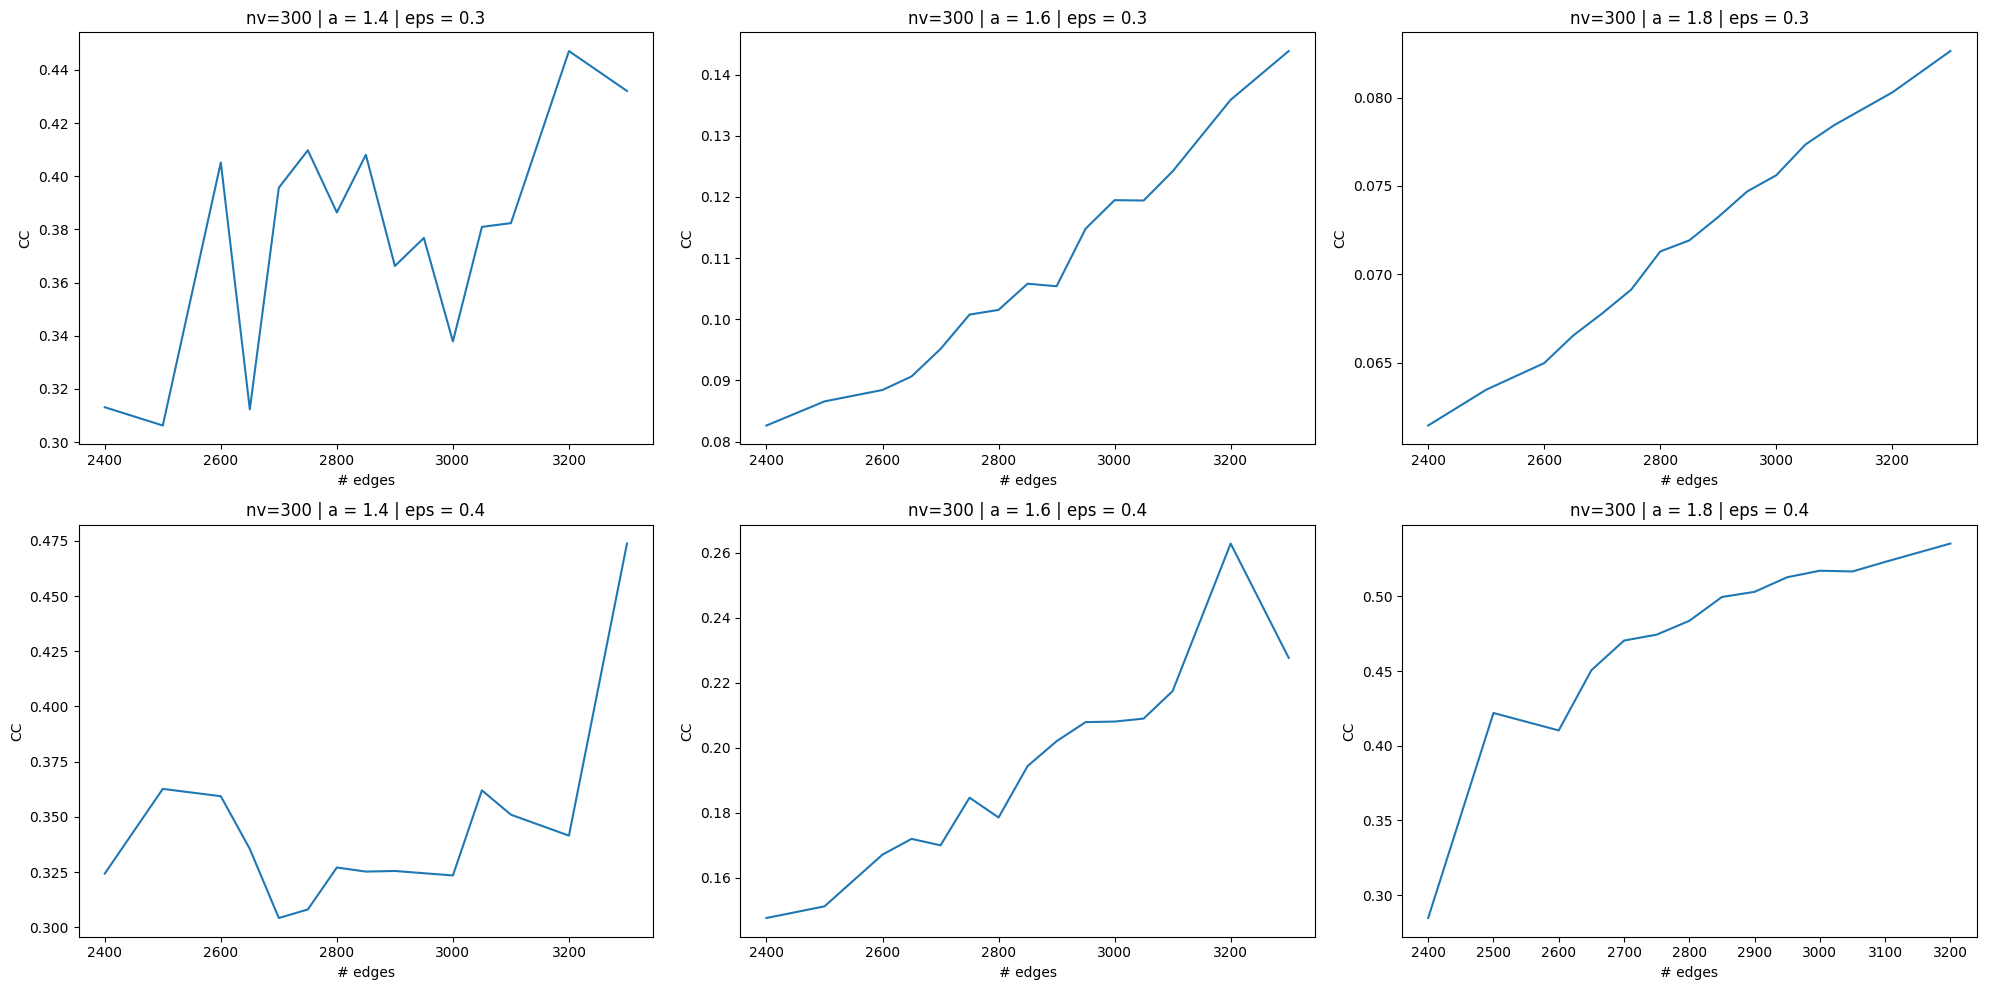 nv=300 | a = 1.4 | eps = 0.3
0.44
0.42
0.40
0.38
0.36
0.34
0.32
0.30
CC
2400 2600 2800 3000 3200
# edges
nv=300 | a = 1.6 | eps = 0.3
0.14
0.13
0.12
0.11
0.10
0.09
0.08
CC
2400 2600 2800 3000 3200
# edges
nv=300 | a = 1.8 | eps = 0.3
0.080
0.075
0.070
0.065
CC
2400 2600 2800 3000 3200
# edges
nv=300 | a = 1.4 | eps = 0.4
0.475
0.450
0.425
0.400
0.375
0.350
0.325
0.300
CC
2400 2600 2800 3000 3200
# edges
nv=300 | a = 1.6 | eps = 0.4
0.26
0.24
0.22
0.20
0.18
0.16
CC
2400 2600 2800 3000 3200
# edges
nv=300 | a = 1.8 | eps = 0.4
0.50
0.45
0.40
0.35
0.30
CC
2400 2500 2600 2700 2800 2900 3000 3100 3200
# edges